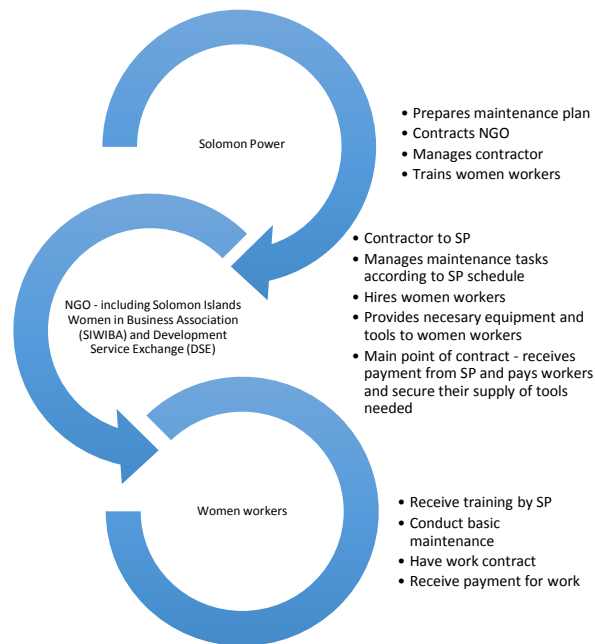 Solomon Power
• Prepares maintenance plan
• Contracts NGO
• Manages contractor
• Trains women workers
NGO - including Solomon Islands
Women in Business Association
(SIWIBA) and Development
Service Exchange (DSE)
• Contractor to SP
• Manages maintenance tasks
according to SP schedule
• Hires women workers
• Provides necesary equipment and
tools to women workers
• Main point of contract - receives
payment from SP and pays workers
and secure their supply of tools
needed
Women workers
• Receive training by SP
• Conduct basic
maintenance
• Have work contract
• Receive payment for work